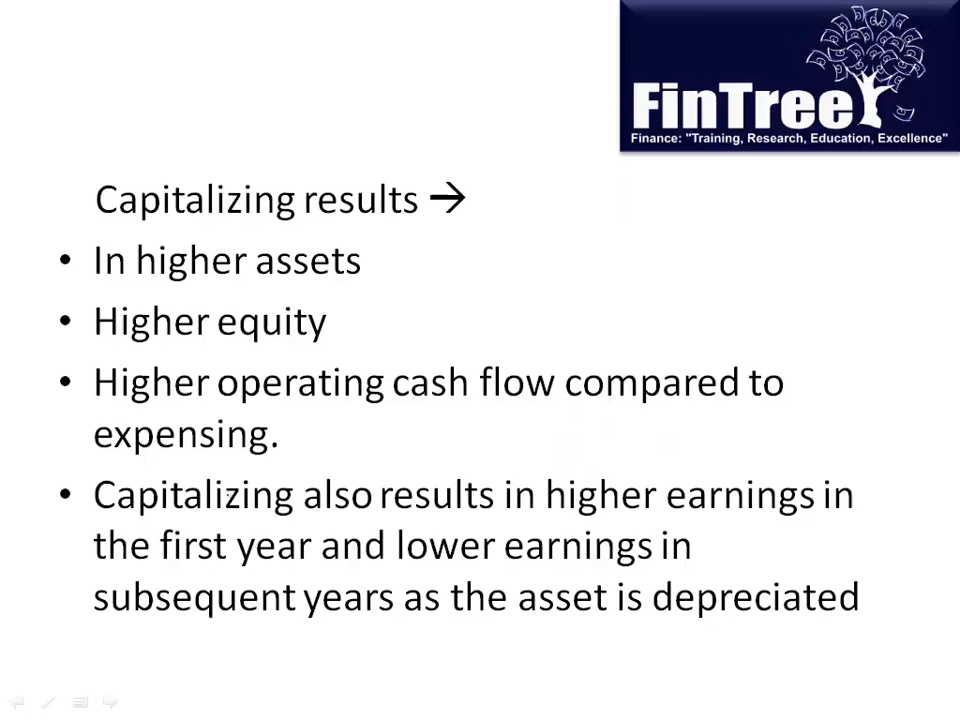 FinTree
Finance: "Training, Research, Education, Excellence"
Capitalizing results →
• In higher assets
• Higher equity
• Higher operating cash flow compared to
expensing.
• Capitalizing also results in higher earnings in
the first year and lower earnings in
subsequent years as the asset is depreciated